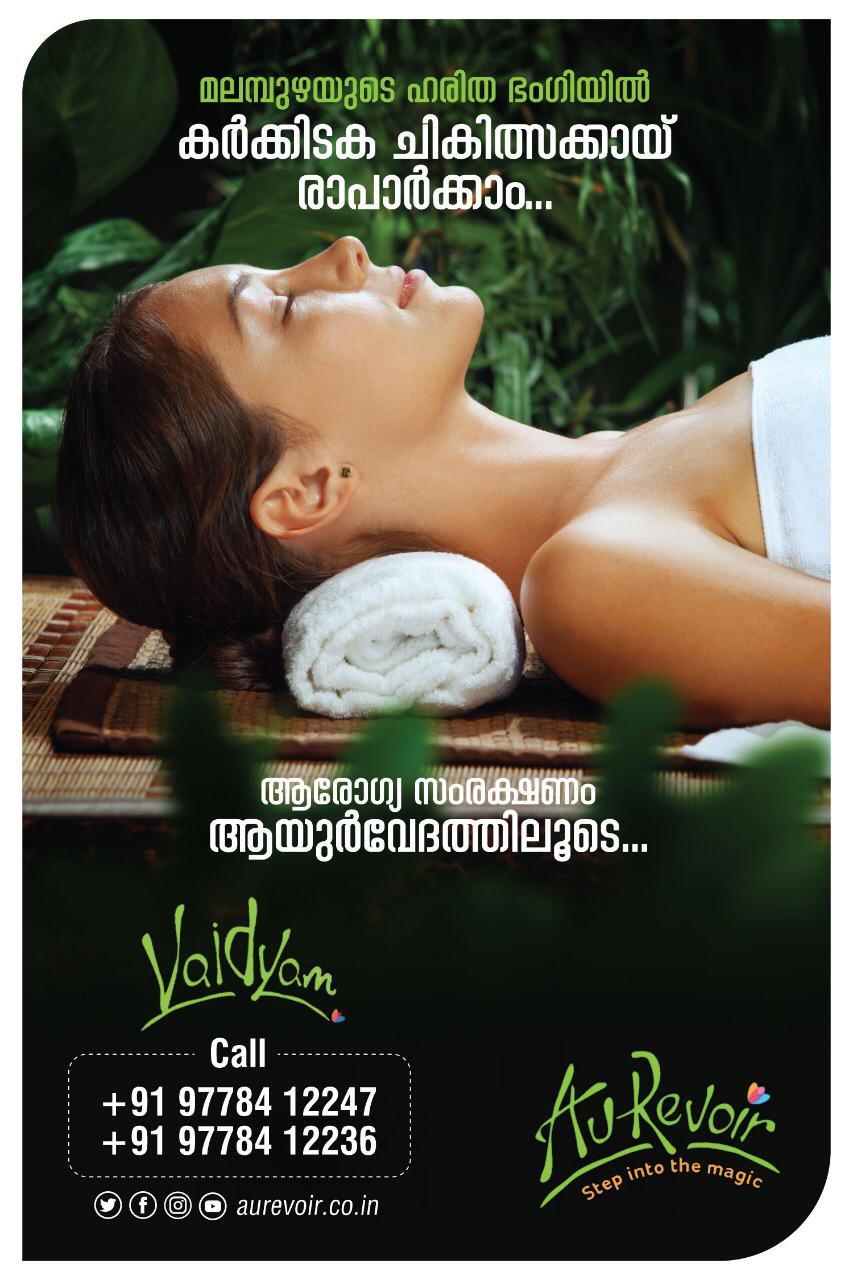 മലമ്പുഴയുടെ ഹരിത ഭംഗിയിൽ
കർക്കിടക ചികിത്സക്കായ്
രാപാർക്കാം...
ആരോഗ്യ സംരക്ഷണം
ആയുർവേദത്തിലൂടെ...
Vaidyam
Call
+91 97784 12247
+91 97784 12236
aurevoir.co.in
AuRevoir
Step into the magic